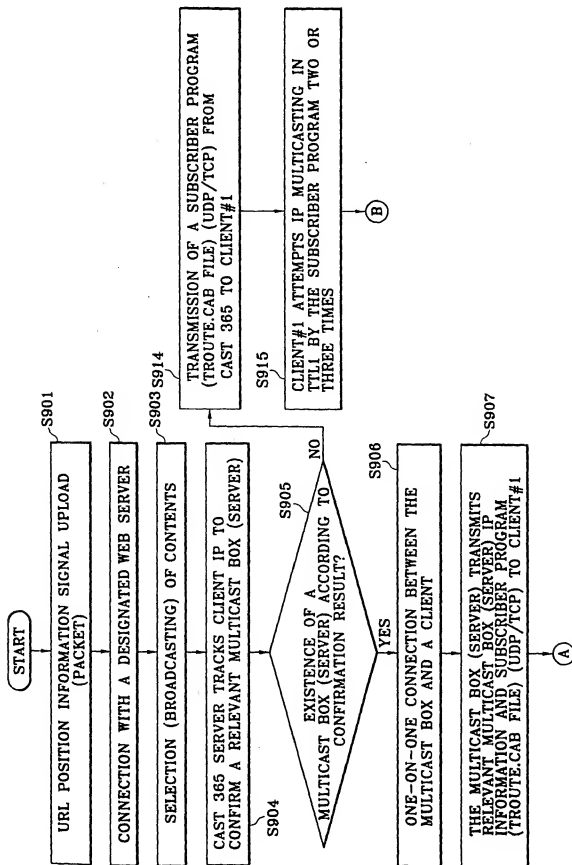 START
S901
URL POSITION INFORMATION SIGNAL UPLOAD
(PACKET)
S902
CONNECTION WITH A DESIGNATED WEB SERVER
S903
SELECTION (BROADCASTING) OF CONTENTS
CAST 365 SERVER TRACKS CLIENT IP TO
CONFIRM A RELEVANT MULTICAST BOX (SERVER)
S904
S905
EXISTENCE OF A
MULTICAST BOX (SERVER) ACCORDING TO
CONFIRMATION RESULT?
NO
YES
S906
ONE-ON-ONE CONNECTION BETWEEN THE
MULTICAST BOX AND A CLIENT
S907
THE MULTICAST BOX (SERVER) TRANSMITS
RELEVANT MULTICAST BOX (SERVER) IP
INFORMATION AND SUBSCRIBER PROGRAM
(TROUTE.CAB FILE) (UDP/TCP) TO CLIENT#1
A
S914
TRANSMISSION OF A SUBSCRIBER PROGRAM
(TROUTE.CAB FILE) (UDP/TCP) FROM
CAST 365 TO CLIENT#1
S915
CLIENT#1 ATTEMPTS IP MULTICASTING IN
TTL1 BY THE SUBSCRIBER PROGRAM TWO OR
THREE TIMES
B